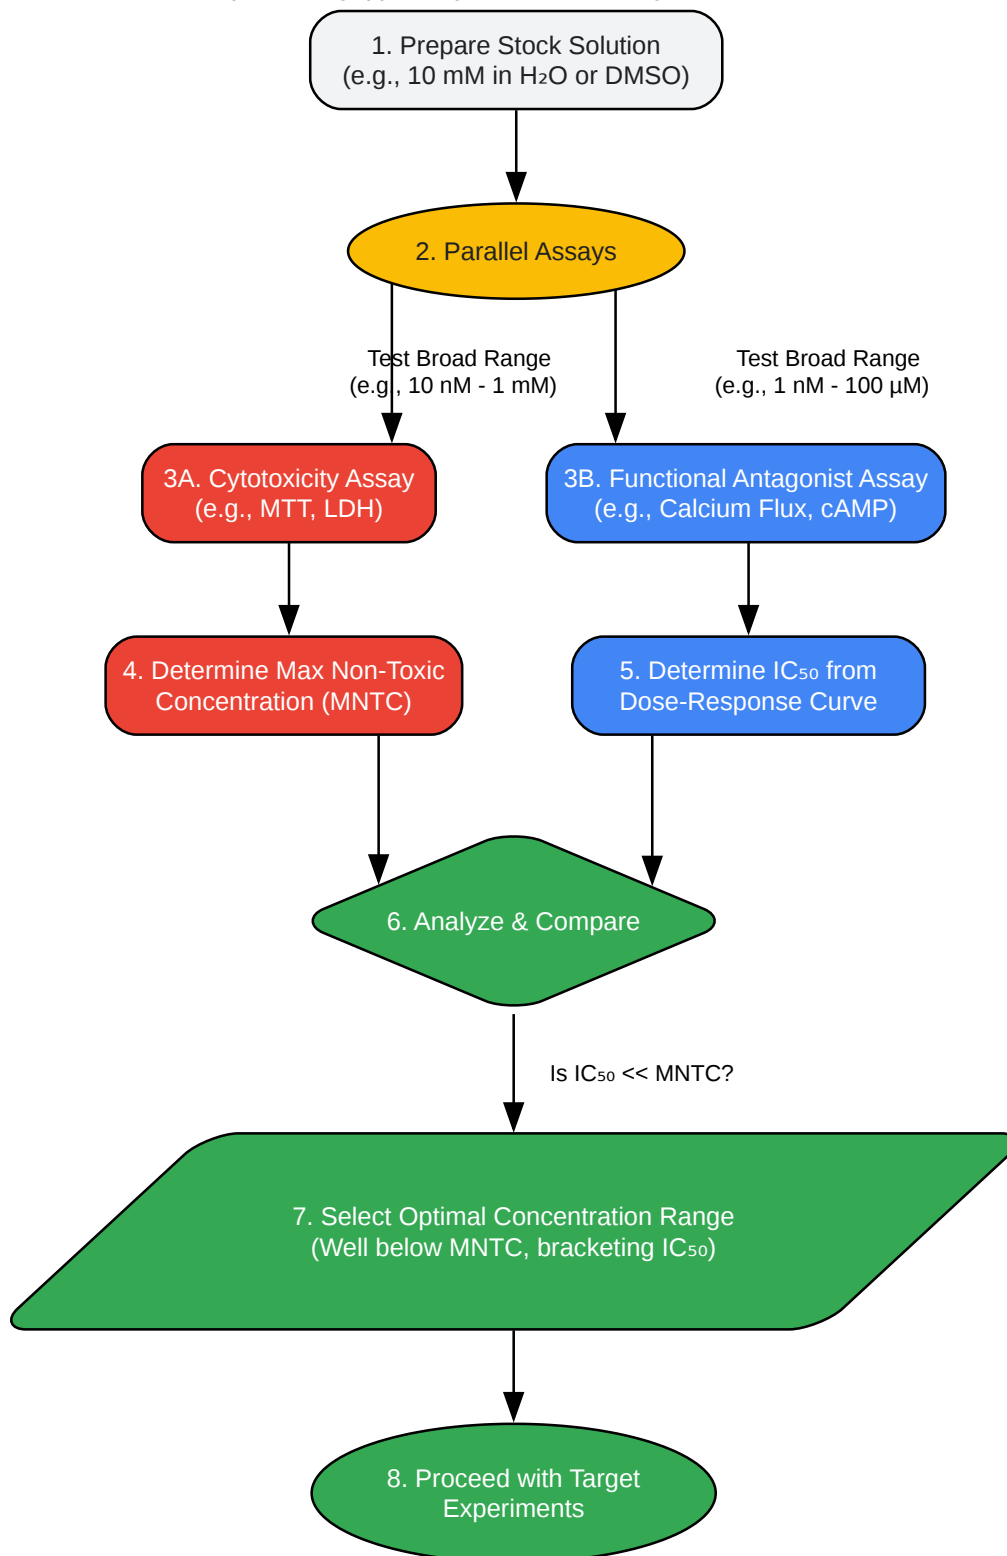 1. Prepare Stock Solution
(e.g., 10 mM in H₂O or DMSO)
2. Parallel Assays
Test Broad Range
(e.g., 10 nM - 1 mM)
Test Broad Range
(e.g., 1 nM - 100 µM)
3A. Cytotoxicity Assay
(e.g., MTT, LDH)
3B. Functional Antagonist Assay
(e.g., Calcium Flux, cAMP)
4. Determine Max Non-Toxic
Concentration (MNTC)
5. Determine IC₅₀ from
Dose-Response Curve
6. Analyze & Compare
Is IC₅₀ << MNTC?
7. Select Optimal Concentration Range
(Well below MNTC, bracketing IC₅₀)
8. Proceed with Target
Experiments